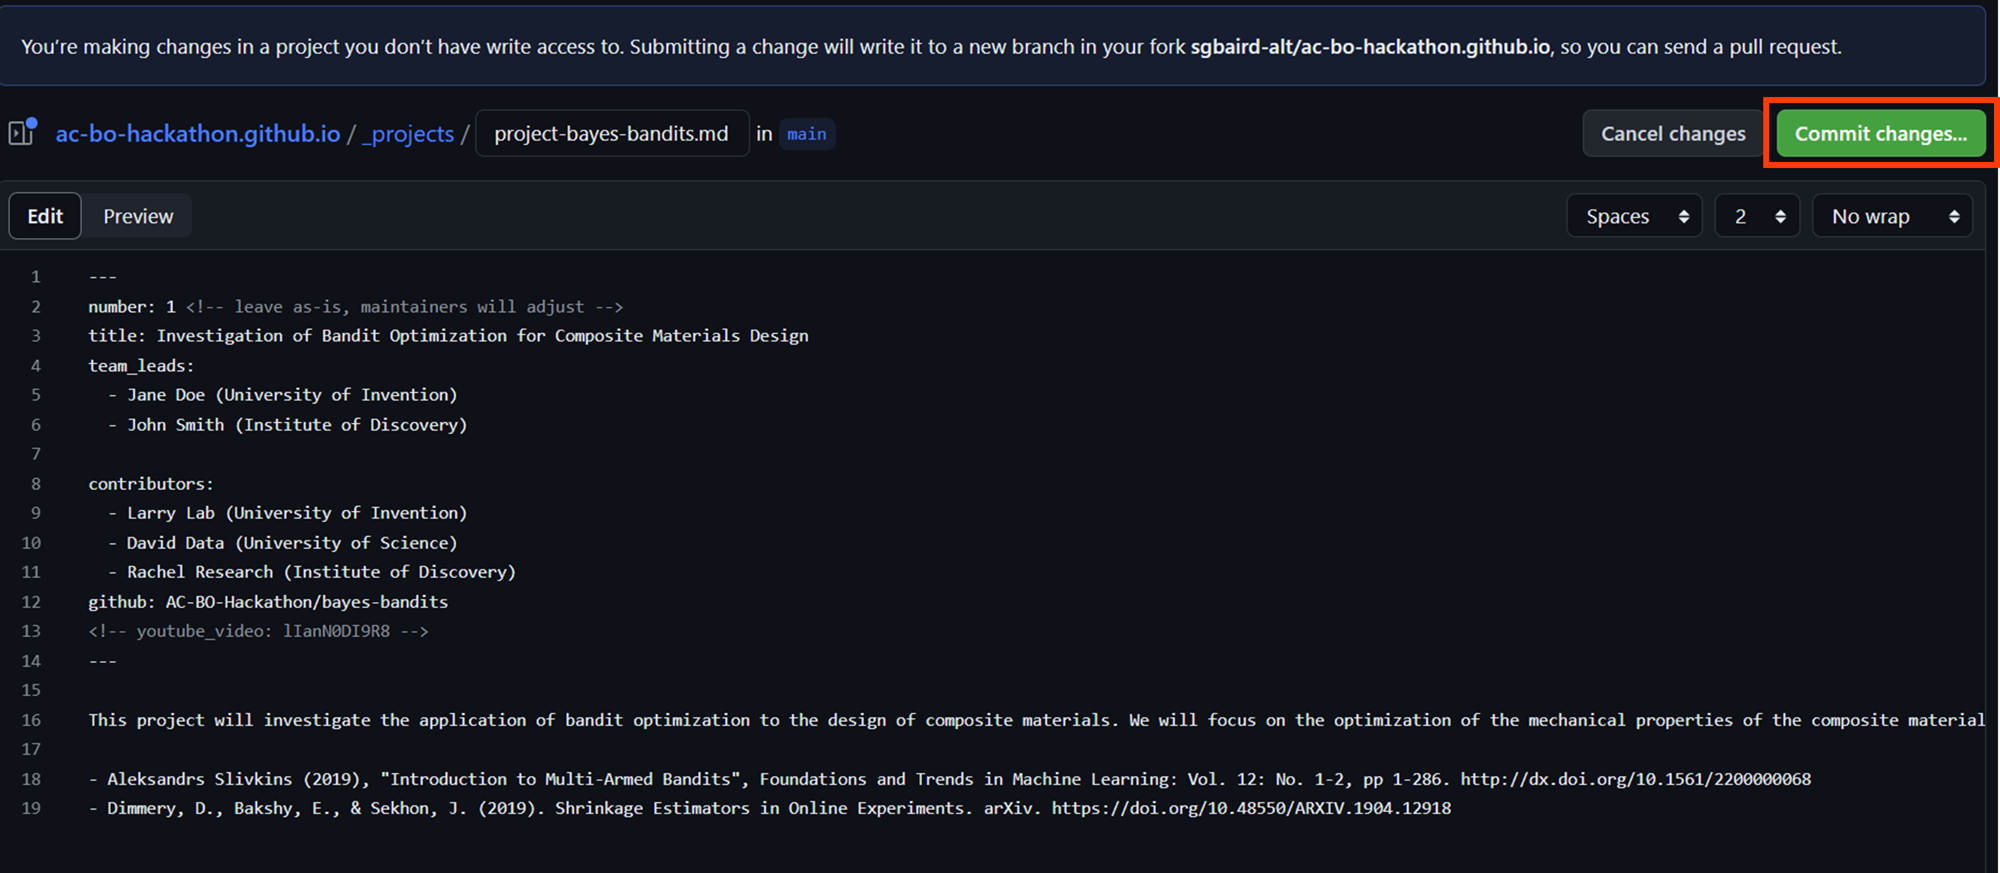 You're making changes in a project you don't have write access to. Submitting a change will write it to a new branch in your fork sgbaird-alt/ac-bo-hackathon.github.io, so you can send a pull request.
ac-bo-hackathon.github.io / _projects / project-bayes-bandits.md in main Cancel changes Commit changes...
Edit Preview Spaces 2 No wrap
1 ---
2 number: 1 <!-- leave as-is, maintainers will adjust -->
3 title: Investigation of Bandit Optimization for Composite Materials Design
4 team_leads:
5 - Jane Doe (University of Invention)
6 - John Smith (Institute of Discovery)
7
8 contributors:
9 - Larry Lab (University of Invention)
10 - David Data (University of Science)
11 - Rachel Research (Institute of Discovery)
12 github: AC-BO-Hackathon/bayes-bandits
13 <!-- youtube_video: lIanN0DI9R8 -->
14 ---
15
16 This project will investigate the application of bandit optimization to the design of composite materials. We will focus on the optimization of the mechanical properties of the composite material
17
18 - Aleksandrs Slivkins (2019), "Introduction to Multi-Armed Bandits", Foundations and Trends in Machine Learning: Vol. 12: No. 1-2, pp 1-286. http://dx.doi.org/10.1561/2200000068
19 - Dimmery, D., Bakshy, E., & Sekhon, J. (2019). Shrinkage Estimators in Online Experiments. arXiv. https://doi.org/10.48550/ARXIV.1904.12918